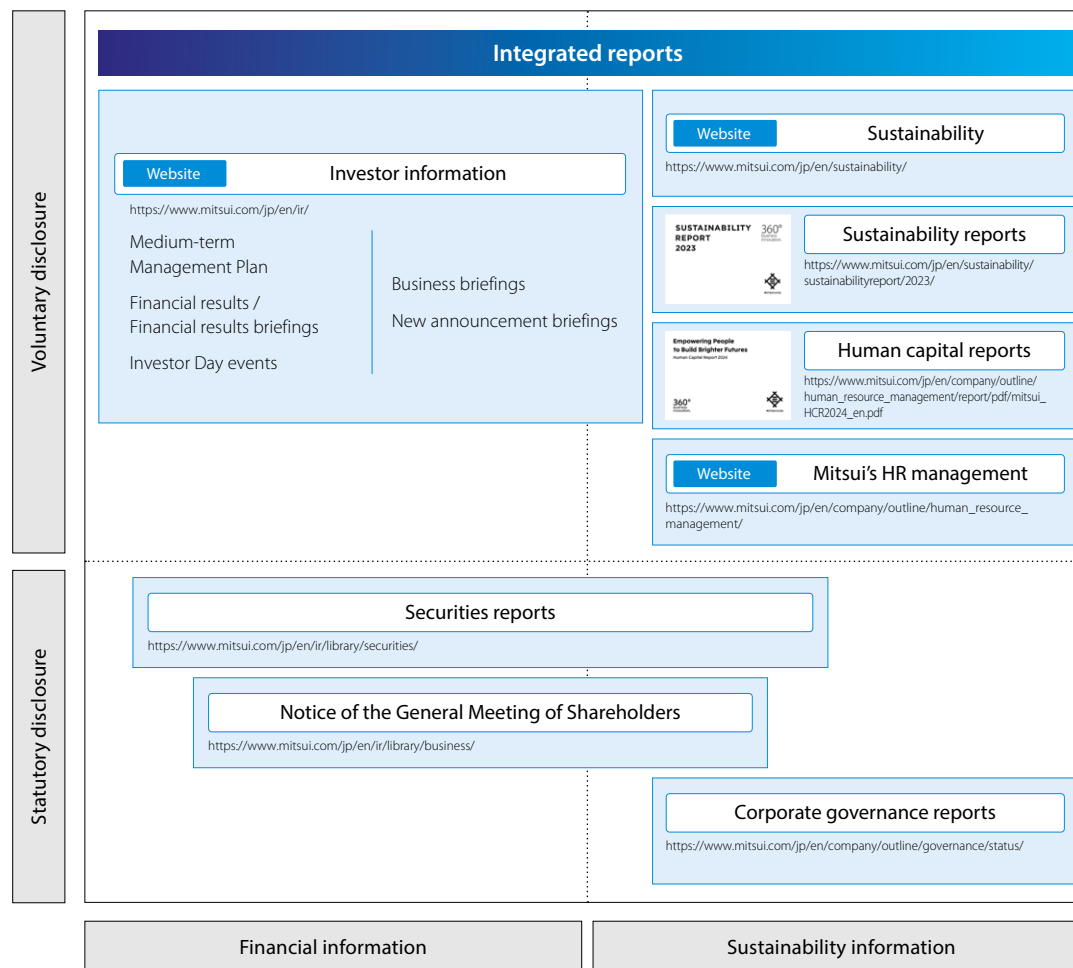 Integrated reports
Voluntary disclosure
Website
Investor information
https://www.mitsui.com/jp/en/ir/
Medium-term
Management Plan
Financial results /
Financial results briefings
Investor Day events
Business briefings
New announcement briefings
Website
Sustainability
https://www.mitsui.com/jp/en/sustainability/
SUSTAINABILITY
REPORT
2023
360°
Sustainability reports
https://www.mitsui.com/jp/en/sustainability/
sustainabilityreport/2023/
Empowering People
to Build Brighter Futures
Human Capital Report 2024
360°
Human capital reports
https://www.mitsui.com/jp/en/company/outline/
human_resource_management/report/pdf/mitsui_
HCR2024_en.pdf
Website
Mitsui’s HR management
https://www.mitsui.com/jp/en/company/outline/human_resource_
management/
Statutory disclosure
Securities reports
https://www.mitsui.com/jp/en/ir/library/securities/
Notice of the General Meeting of Shareholders
https://www.mitsui.com/jp/en/ir/library/business/
Corporate governance reports
https://www.mitsui.com/jp/en/company/outline/governance/status/
Financial information
Sustainability information